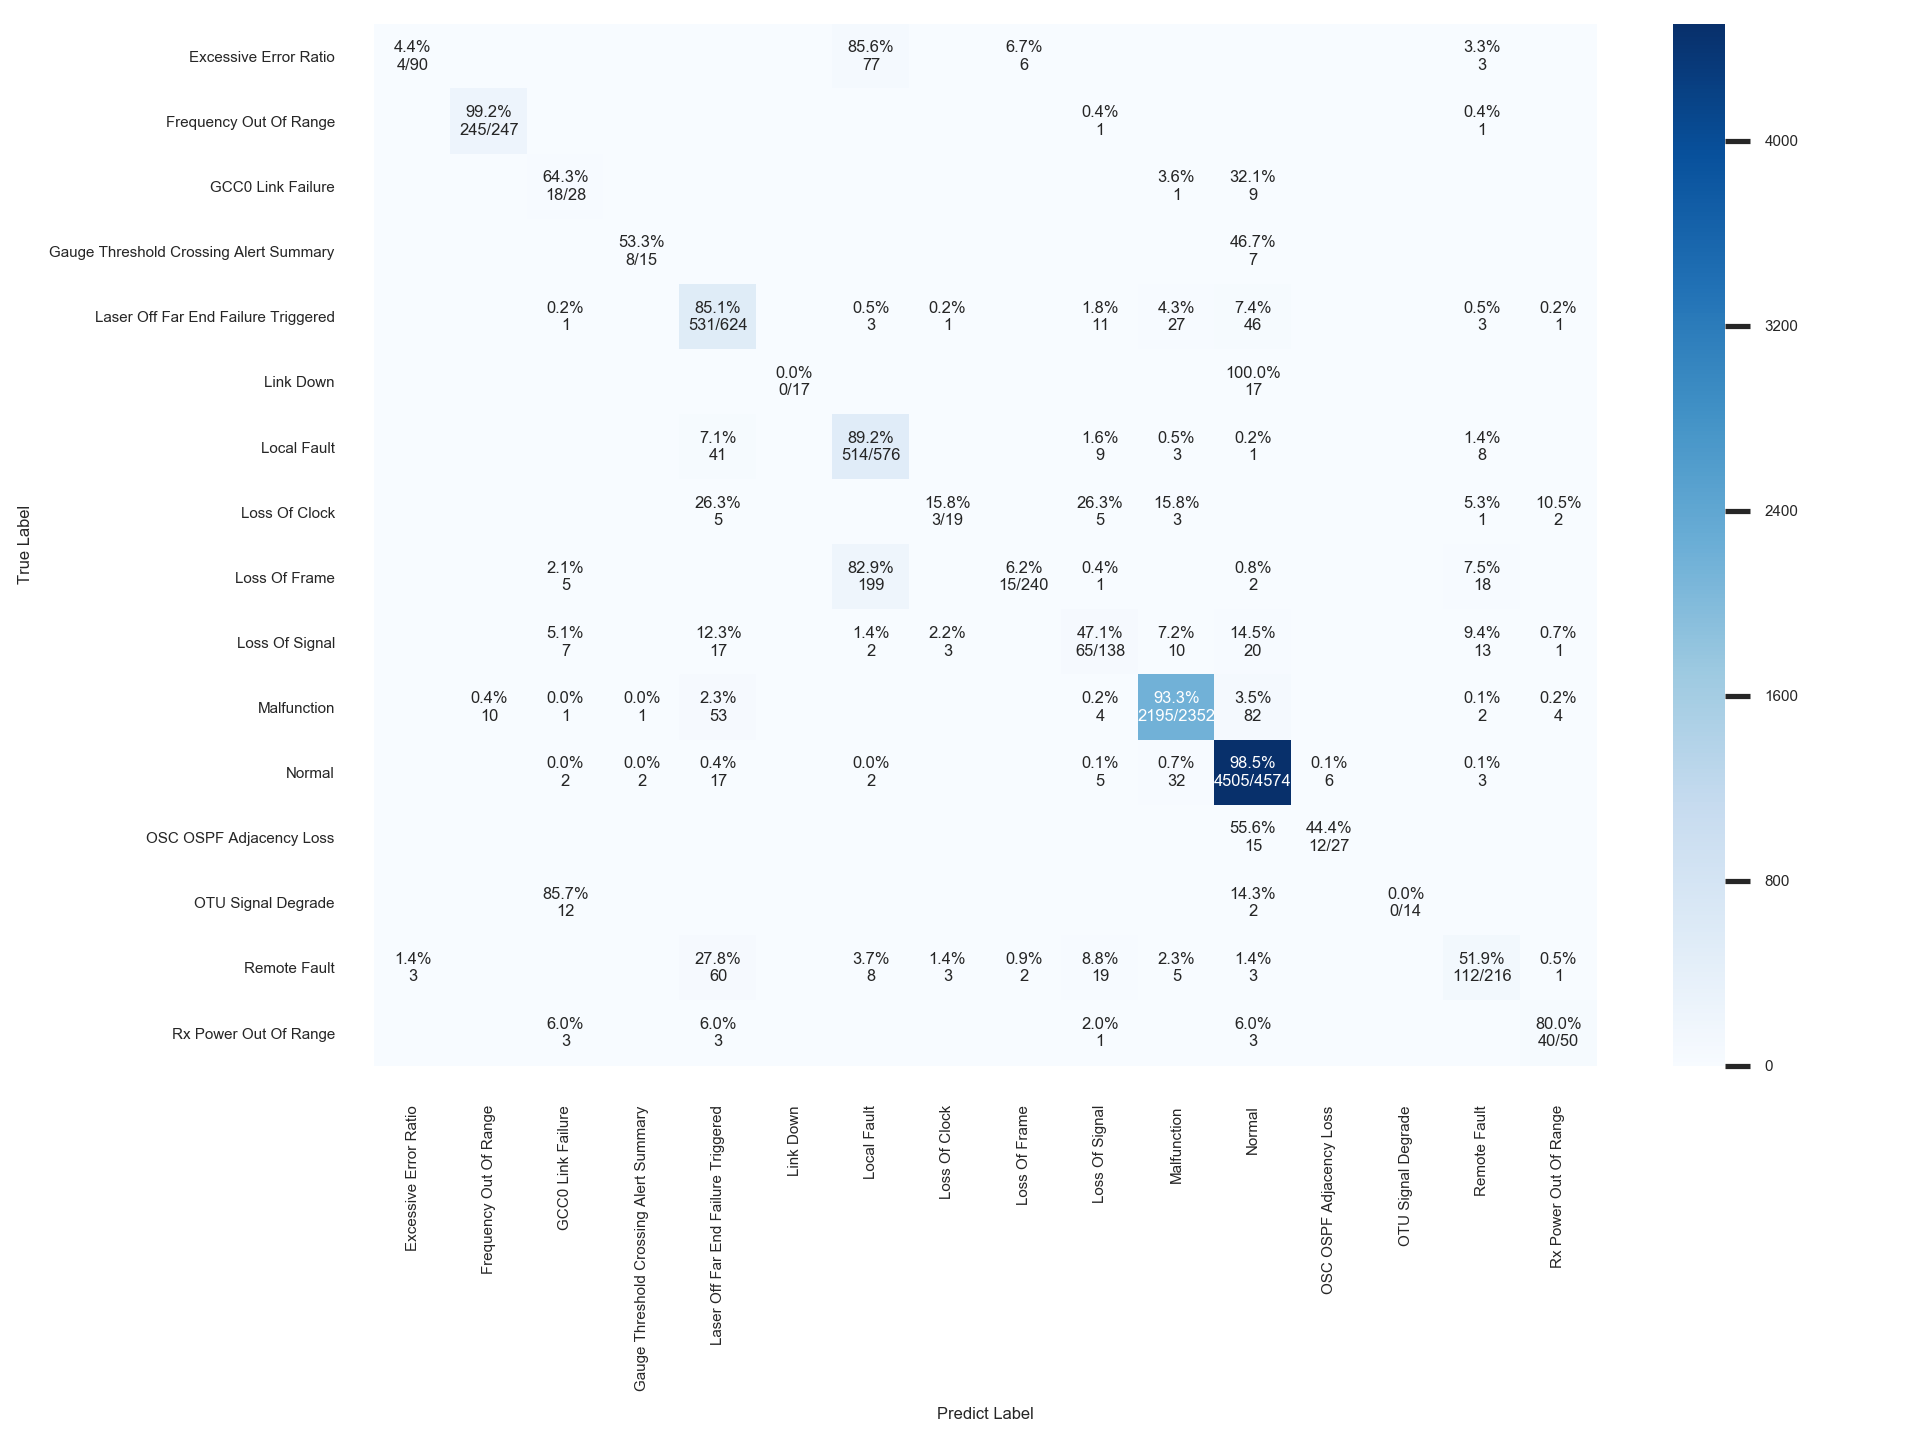 Excessive Error Ratio
4.4% 85.6% 6.7% 3.3%
4/90 77 6 3
Frequency Out Of Range
99.2% 0.4% 0.4%
245/247 1 1
GCC0 Link Failure
64.3% 3.6% 32.1%
18/28 1 9
Gauge Threshold Crossing Alert Summary
53.3% 46.7%
8/15 7
Laser Off Far End Failure Triggered
0.2% 85.1% 0.5% 0.2% 1.8% 4.3% 7.4% 0.5% 0.2%
1 531/624 3 1 11 27 46 3 1
Link Down
0.0% 100.0%
0/17 17
Local Fault
7.1% 89.2% 1.6% 0.5% 0.2% 1.4%
41 514/576 9 3 1 8
Loss Of Clock
26.3% 15.8% 26.3% 15.8% 5.3% 10.5%
5 3/19 5 3 1 2
Loss Of Frame
2.1% 82.9% 6.2% 0.4% 0.8% 7.5%
5 199 15/240 1 2 18
Loss Of Signal
5.1% 12.3% 1.4% 2.2% 47.1% 7.2% 14.5% 9.4% 0.7%
7 17 2 3 65/138 10 20 13 1
Malfunction
0.4% 0.0% 0.0% 2.3% 0.2% 93.3% 3.5% 0.1% 0.2%
10 1 1 53 4 2195/2352 82 2 4
Normal
0.0% 0.0% 0.4% 0.0% 0.1% 0.7% 98.5% 0.1% 0.1%
2 2 17 2 5 32 4505/4574 6 3
OSC OSPF Adjacency Loss
55.6% 44.4%
15 12/27
OTU Signal Degrade
85.7% 14.3% 0.0%
12 2 0/14
Remote Fault
1.4% 27.8% 3.7% 1.4% 0.9% 8.8% 2.3% 1.4% 51.9% 0.5%
3 60 8 3 2 19 5 3 112/216 1
Rx Power Out Of Range
6.0% 6.0% 2.0% 6.0% 80.0%
3 3 1 3 40/50
True Label
Excessive Error Ratio
Frequency Out Of Range
GCC0 Link Failure
Gauge Threshold Crossing Alert Summary
Laser Off Far End Failure Triggered
Link Down
Local Fault
Loss Of Clock
Loss Of Frame
Loss Of Signal
Malfunction
Normal
OSC OSPF Adjacency Loss
OTU Signal Degrade
Remote Fault
Rx Power Out Of Range
Predict Label
4000
3200
2400
1600
800
0